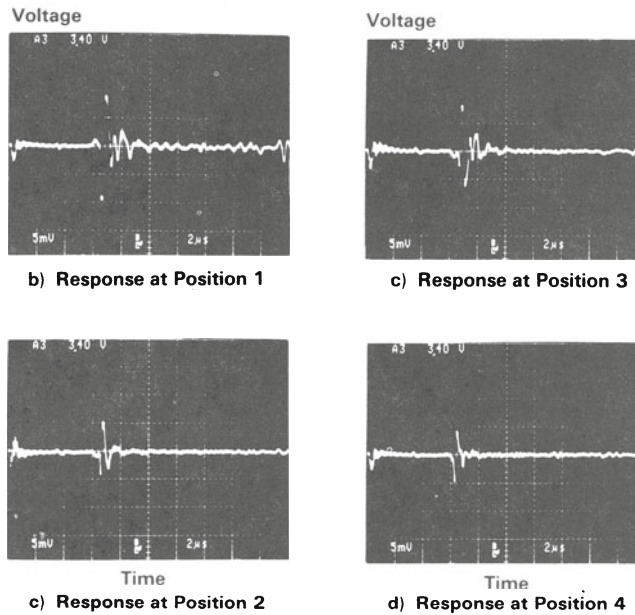 Voltage
A3 3.40 V
5mV 2µs
b) Response at Position 1
Voltage
A3 3.40 V
5mV 2µs
c) Response at Position 3
A3 3.40 V
5mV 2µs
Time
c) Response at Position 2
A3 3.40 V
5mV 2µs
Time
d) Response at Position 4